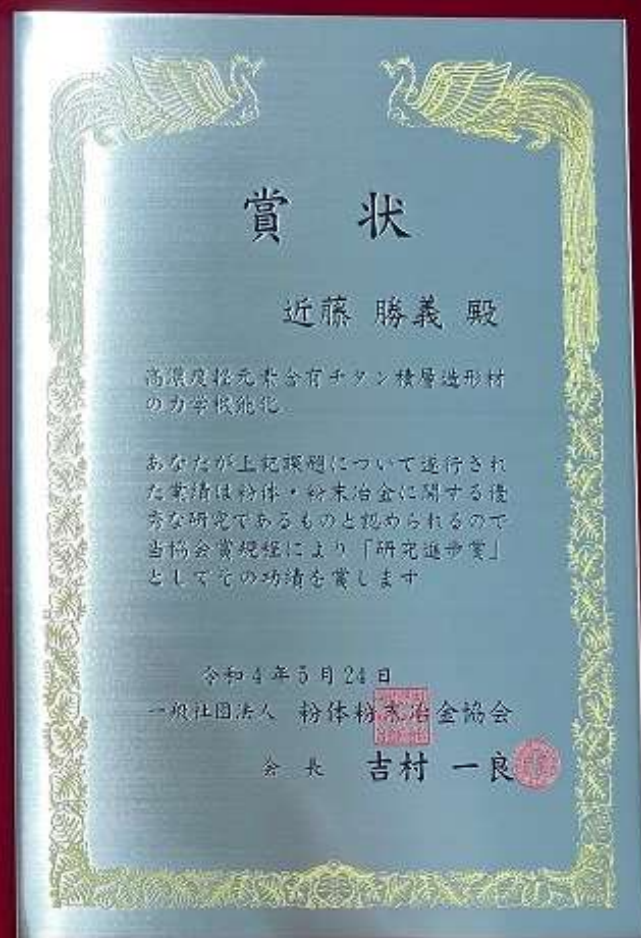 賞 状
近藤 勝義 殿
高濃度軽元素含有チタン積層造形材
の力学機能化
あなたが上記課題について遂行され
た業績は粉体・粉末冶金に関する優
秀な研究であるものと認められるので
当協会賞規程により「研究進歩賞」
としてその功績を賞します
令和4年5月24日
一般社団法人 粉体粉末冶金協会
会 長 吉村 一良